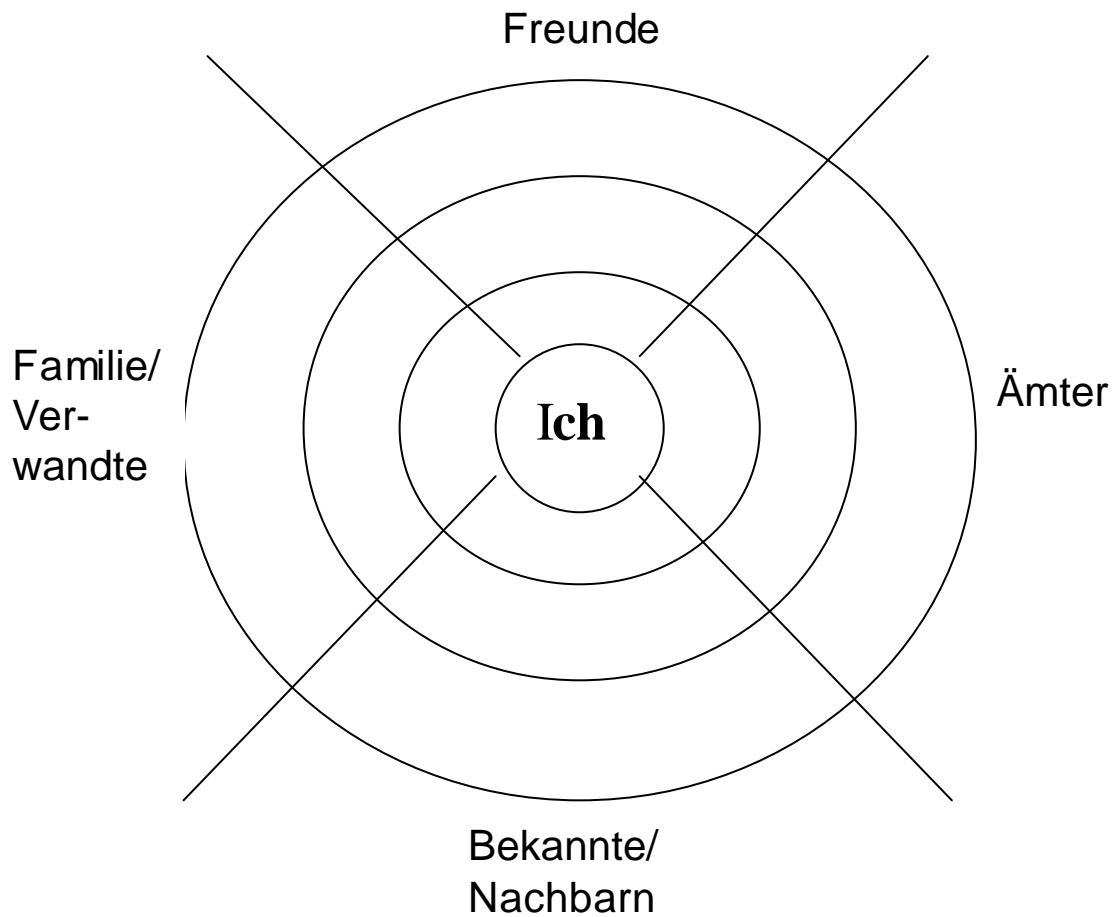 Freunde
Familie/
Ver-
wandte
Ich
Ämter
Bekannte/
Nachbarn